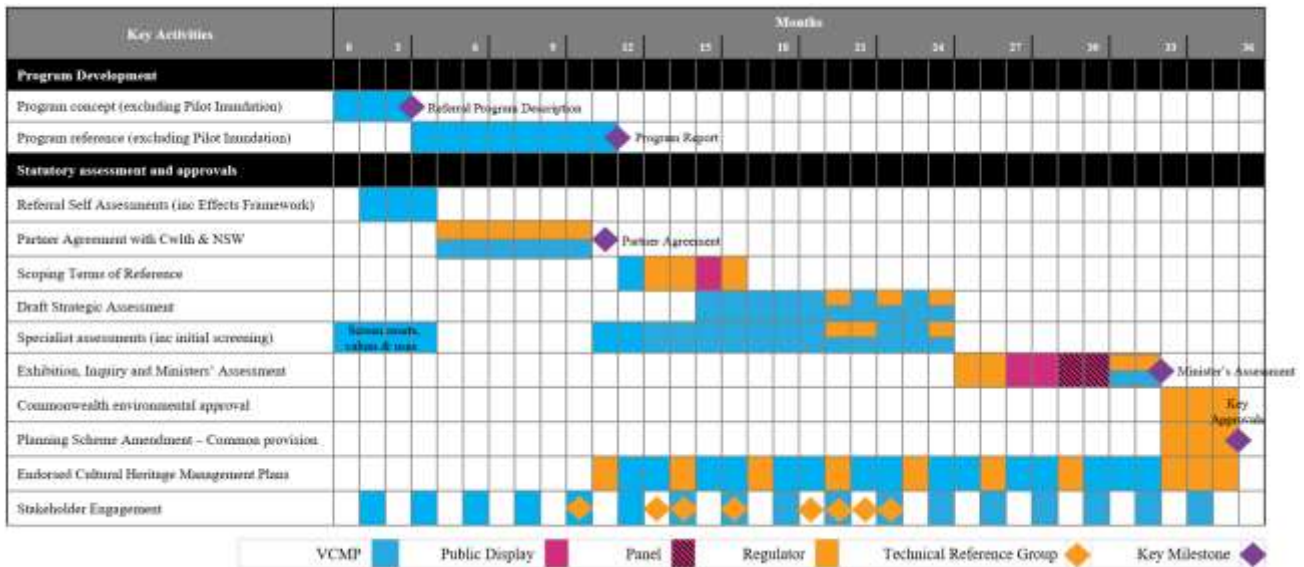 Key Activities
Months
0 3 6 9 12 15 18 21 24 27 30 33 36
Program Development
Program concept (excluding Pilot Inundation)
Referral Program Description
Program reference (excluding Pilot Inundation)
Program Report
Statutory assessment and approvals
Referral Self Assessments (inc Effects Framework)
Partner Agreement with Cwlth & NSW
Partner Agreement
Scoping Terms of Reference
Draft Strategic Assessment
Specialist assessments (inc initial screening)
values & uses
Exhibition, Inquiry and Ministers' Assessment
Minister's Assessment
Commonwealth environmental approval
Key
Approvals
Planning Scheme Amendment – Common provision
Endorsed Cultural Heritage Management Plans
Stakeholder Engagement
VCMP Public Display Panel Regulator Technical Reference Group Key Milestone